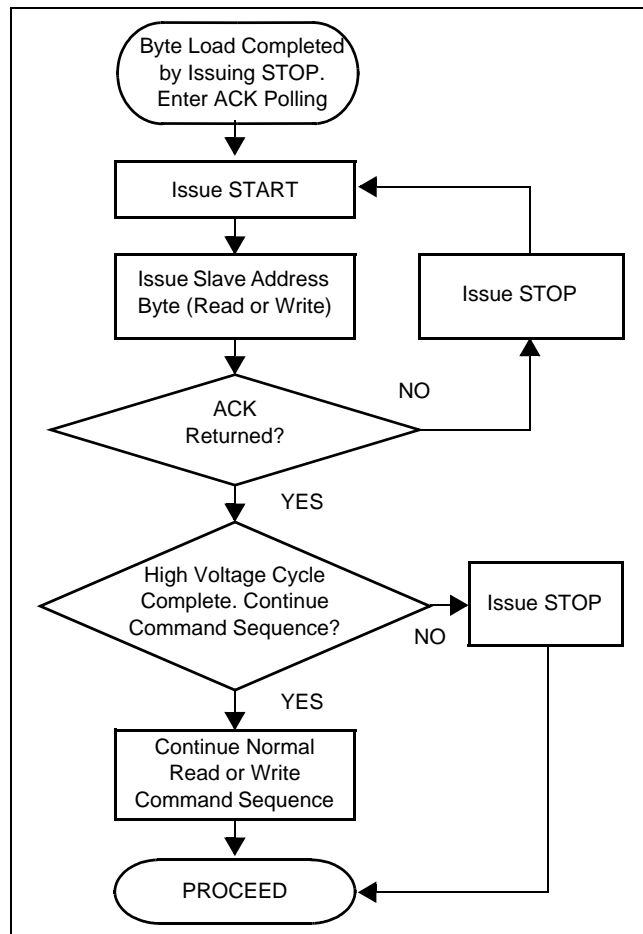 Byte Load Completed
by Issuing STOP.
Enter ACK Polling
Issue START
Issue Slave Address
Byte (Read or Write)
Issue STOP
ACK
Returned?
NO
YES
High Voltage Cycle
Complete. Continue
Command Sequence?
NO
Issue STOP
YES
Continue Normal
Read or Write
Command Sequence
PROCEED